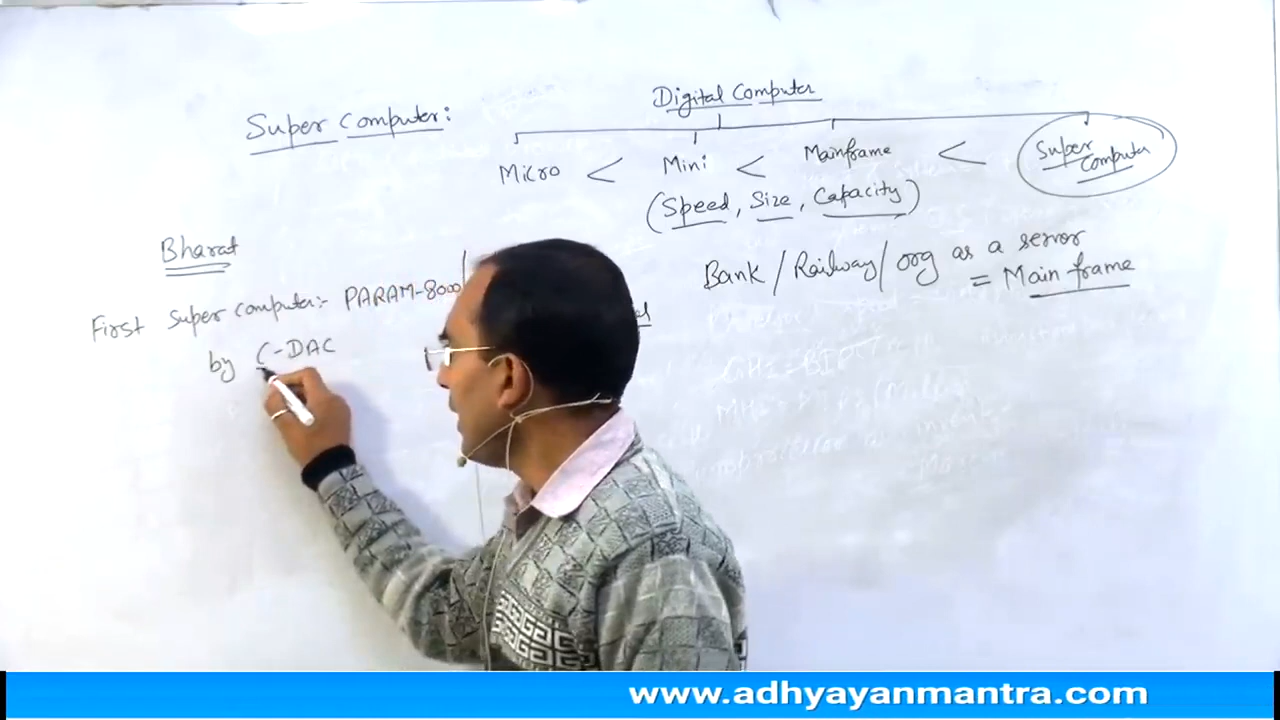 Digital Computer
Super Computer:
Micro < Mini < Mainframe < Super Computer
(Speed, Size, Capacity)
Bharat
Bank / Railway / org as a servor
= Main frame
First Super computer:- PARAM-8000
by C-DAC
www.adhyayanmantra.com